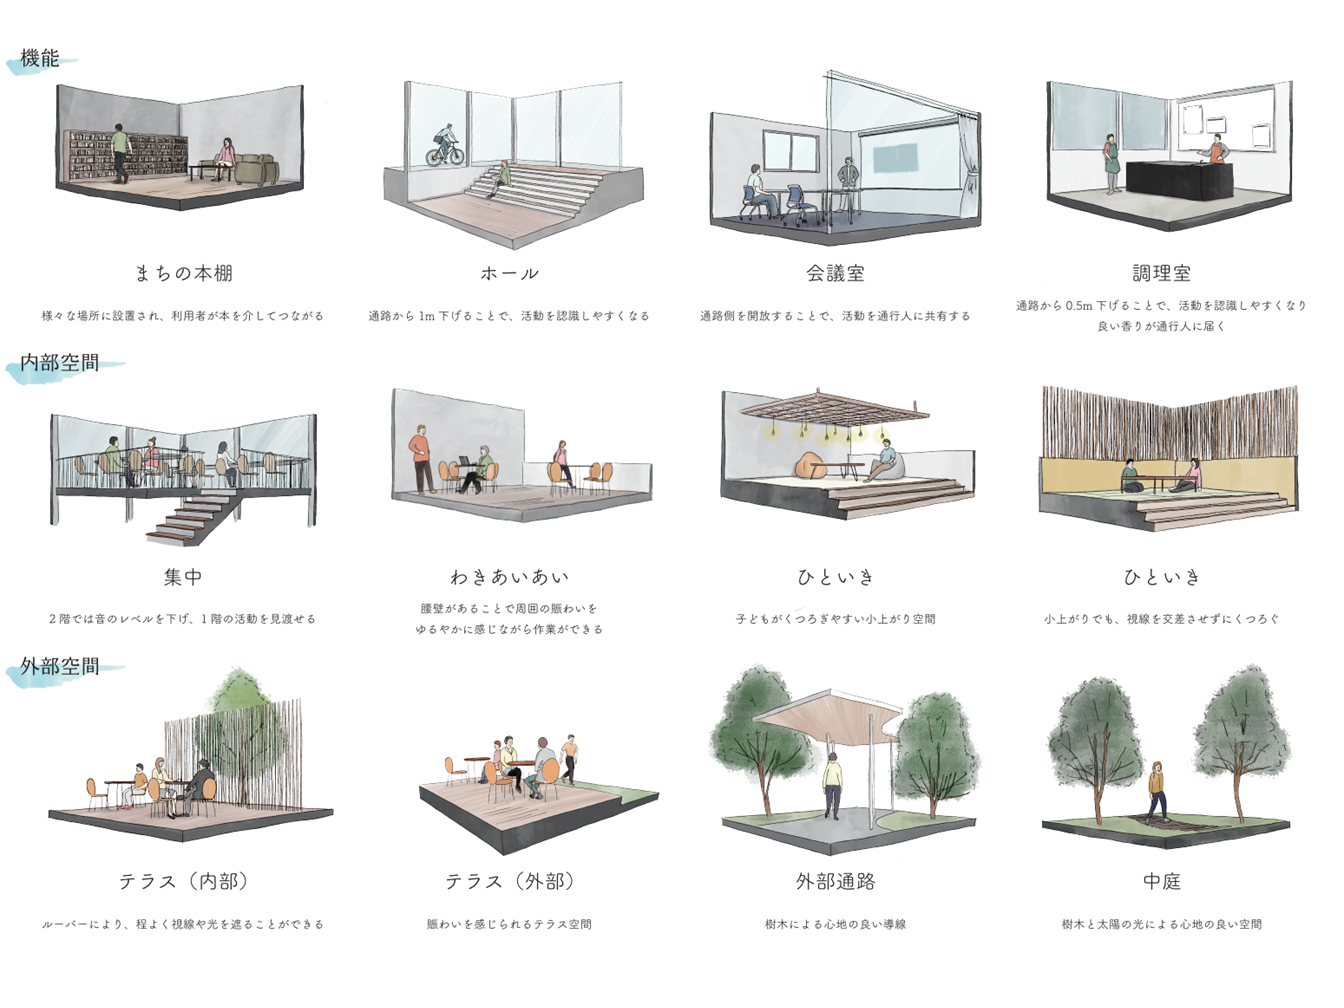 機能
まちの本棚
様々な場所に設置され、利用者が本を介してつながる
ホール
通路から 1m 下げることで、活動を認識しやすくなる
会議室
通路側を開放することで、活動を通行人に共有する
調理室
通路から 0.5m 下げることで、活動を認識しやすくなり
良い香りが通行人に届く
内部空間
集中
2 階では音のレベルを下げ、1 階の活動を見渡せる
わきあいあい
腰壁があることで周囲の賑わいを
ゆるやかに感じながら作業ができる
ひといき
子どもがくつろぎやすい小上がり空間
ひといき
小上がりでも、視線を交差させずにくつろぐ
外部空間
テラス（内部）
ルーバーにより、程よく視線や光を遮ることができる
テラス（外部）
賑わいを感じられるテラス空間
外部通路
樹木による心地の良い導線
中庭
樹木と太陽の光による心地の良い空間